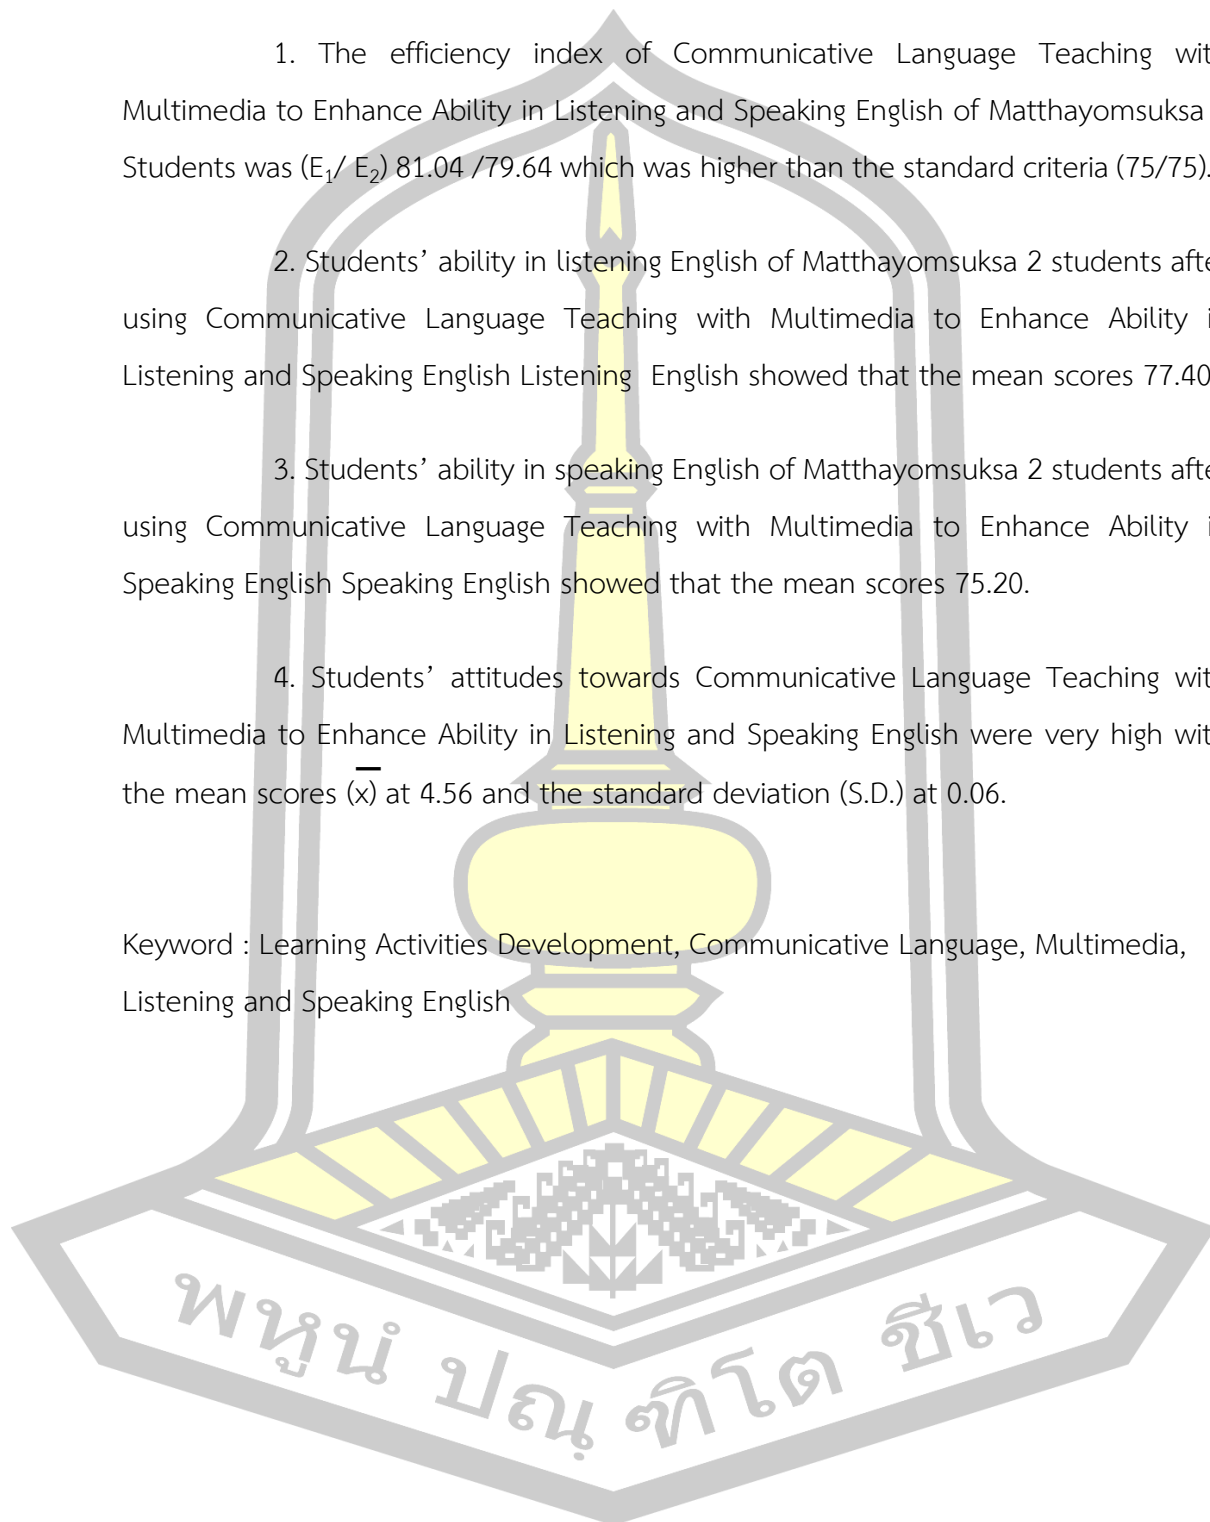 1. The efficiency index of Communicative Language Teaching wit
Multimedia to Enhance Ability in Listening and Speaking English of Matthayomsuksa
Students was (E₁/ E₂) 81.04 /79.64 which was higher than the standard criteria (75/75).
2. Students’ ability in listening English of Matthayomsuksa 2 students afte
using Communicative Language Teaching with Multimedia to Enhance Ability i
Listening and Speaking English Listening English showed that the mean scores 77.40
3. Students’ ability in speaking English of Matthayomsuksa 2 students afte
using Communicative Language Teaching with Multimedia to Enhance Ability i
Speaking English Speaking English showed that the mean scores 75.20.
4. Students’ attitudes towards Communicative Language Teaching wit
Multimedia to Enhance Ability in Listening and Speaking English were very high wit
the mean scores (x̅) at 4.56 and the standard deviation (S.D.) at 0.06.
Keyword : Learning Activities Development, Communicative Language, Multimedia,
Listening and Speaking English
พหูนํ ปณฺฑิโต ชีเว